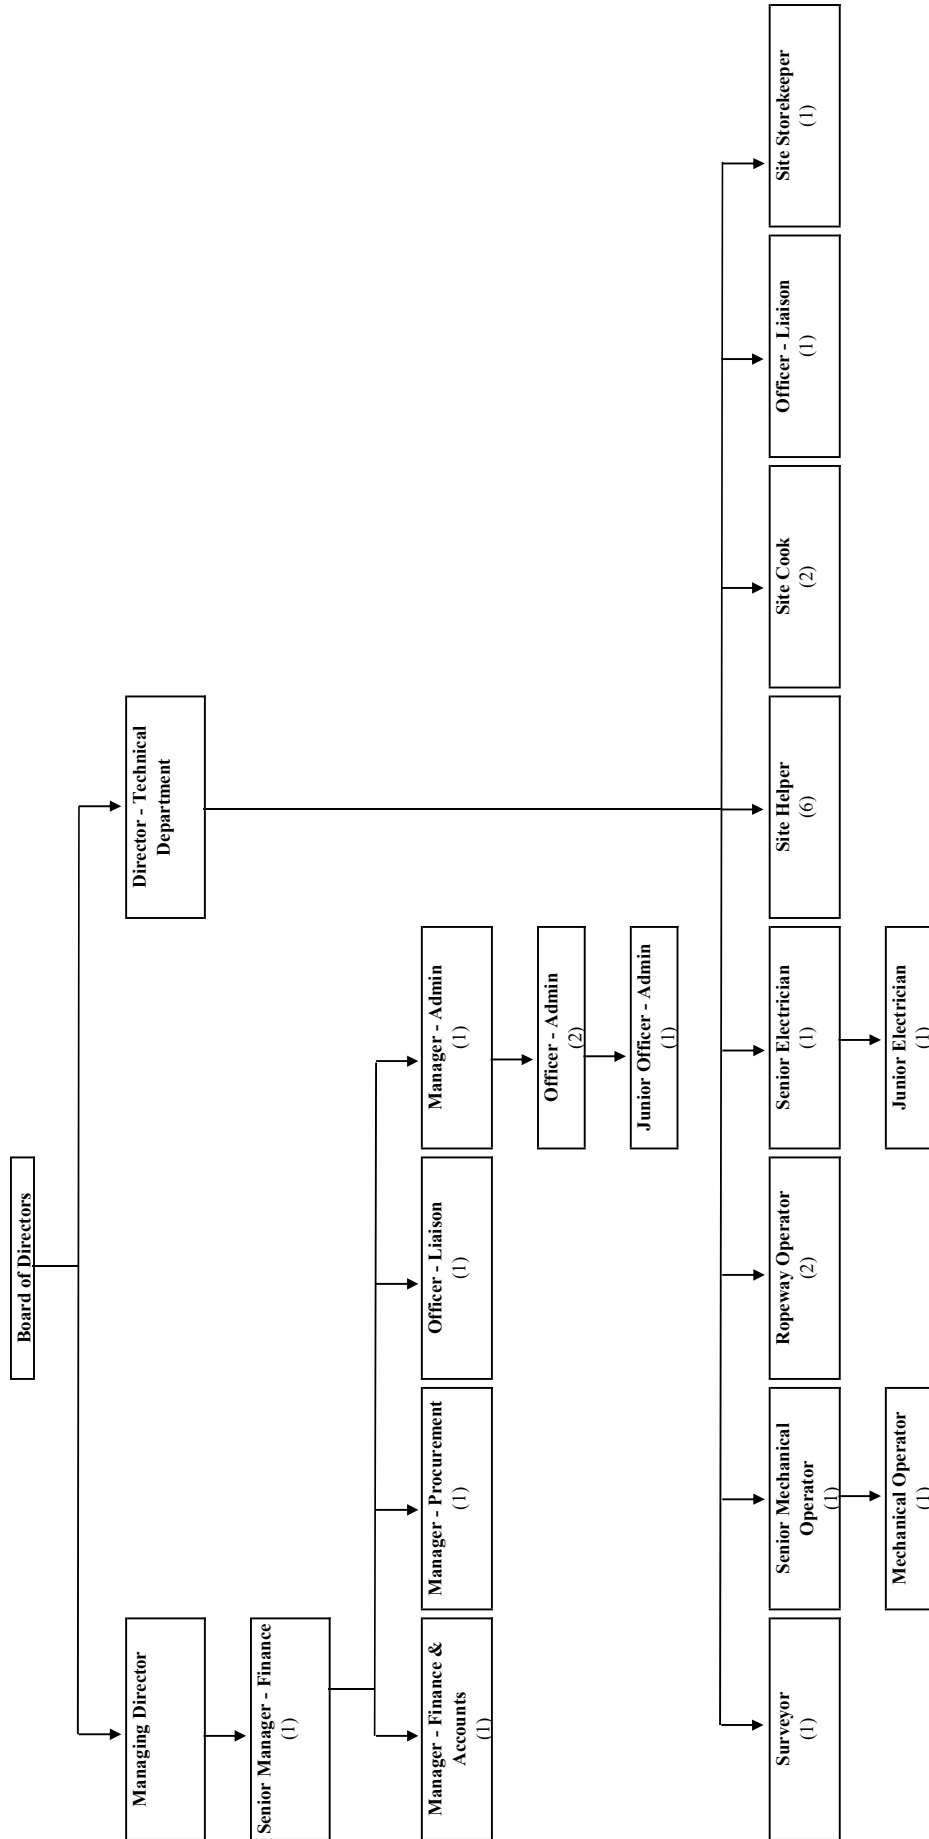 Board of Directors
Managing Director
Director - Technical
Department
Senior Manager - Finance
(1)
Manager - Finance &
Accounts
(1)
Manager - Procurement
(1)
Officer - Liaison
(1)
Manager - Admin
(1)
Officer - Admin
(2)
Junior Officer - Admin
(1)
Surveyor
(1)
Senior Mechanical
Operator
(1)
Ropeway Operator
(2)
Senior Electrician
(1)
Site Helper
(6)
Site Cook
(2)
Officer - Liaison
(1)
Site Storekeeper
(1)
Mechanical Operator
(1)
Junior Electrician
(1)